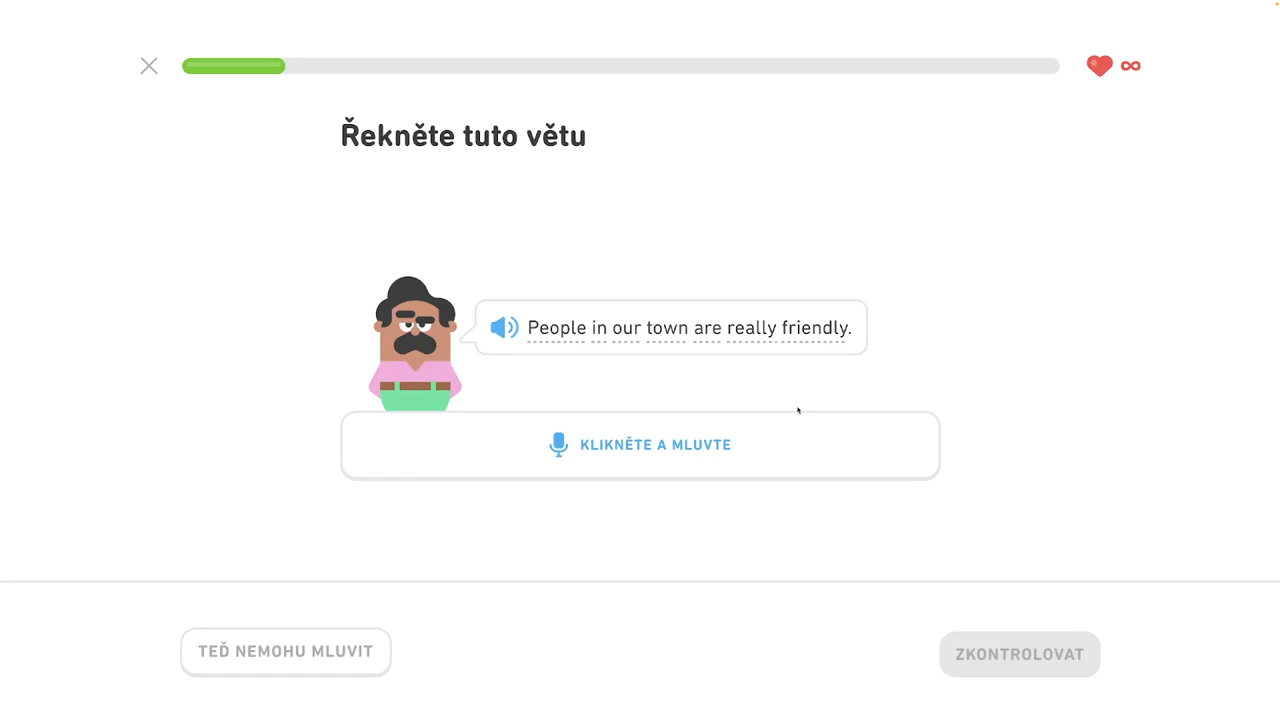 Řekněte tuto větu
People in our town are really friendly.
KLIKNĚTE A MLUVTE
TEĎ NEMOHU MLUVIT
ZKONTROLOVAT